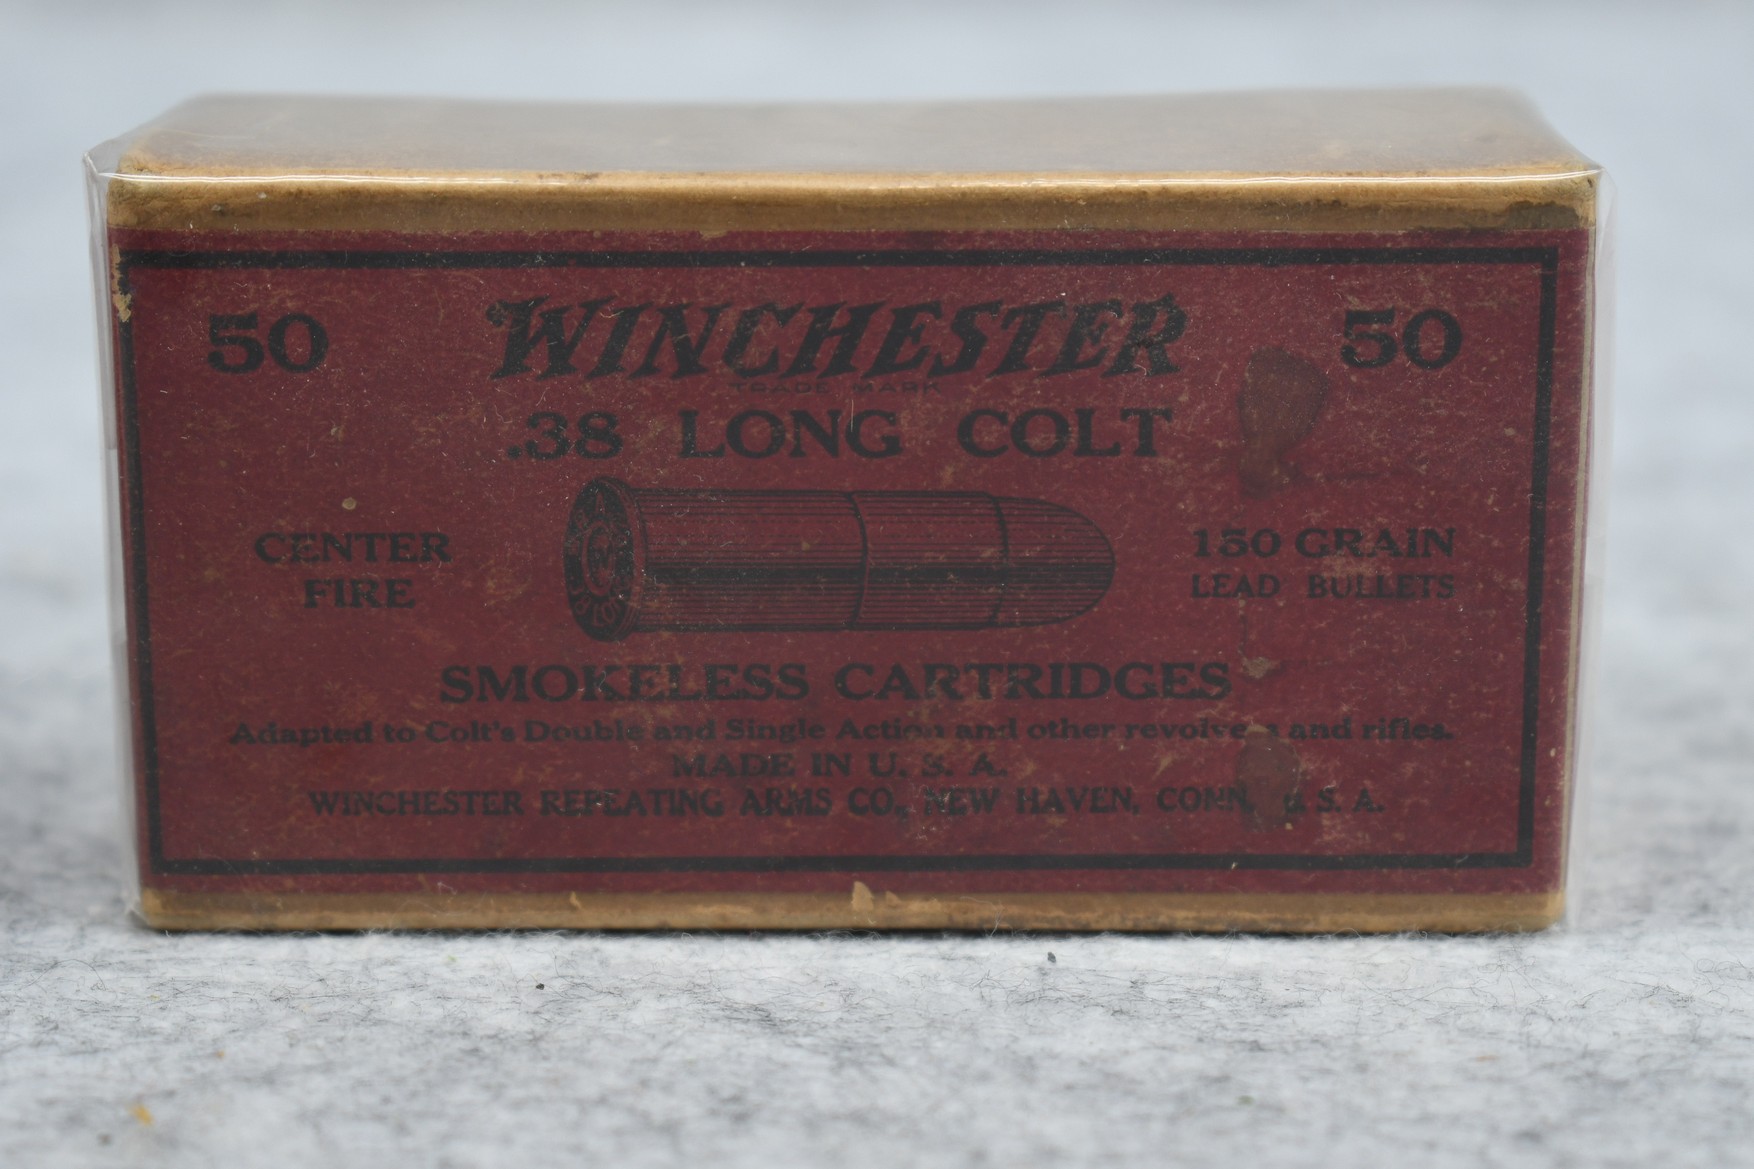 50 WINCHESTER 50
TRADE MARK
.38 LONG COLT
CENTER
FIRE
150 GRAIN
LEAD BULLETS
SMOKELESS CARTRIDGES
Adapted to Colt's Double and Single Action and other revolvers and rifles.
MADE IN U. S. A.
WINCHESTER REPEATING ARMS CO., NEW HAVEN, CONN. U. S. A.